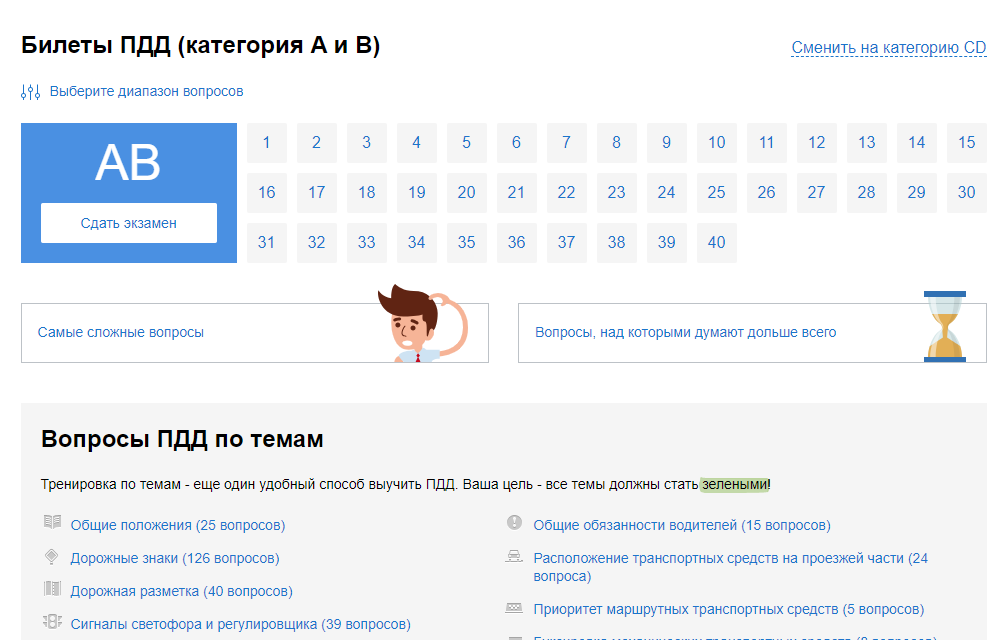 Билеты ПДД (категория A и B)
Сменить на категорию CD
Выберите диапазон вопросов
AB
Сдать экзамен
1 2 3 4 5 6 7 8 9 10 11 12 13 14 15
16 17 18 19 20 21 22 23 24 25 26 27 28 29 30
31 32 33 34 35 36 37 38 39 40
Самые сложные вопросы
Вопросы, над которыми думают дольше всего
Вопросы ПДД по темам
Тренировка по темам - еще один удобный способ выучить ПДД. Ваша цель - все темы должны стать зелеными!
Общие положения (25 вопросов)
Дорожные знаки (126 вопросов)
Дорожная разметка (40 вопросов)
Сигналы светофора и регулировщика (39 вопросов)
Общие обязанности водителей (15 вопросов)
Расположение транспортных средств на проезжей части (24
вопроса)
Приоритет маршрутных транспортных средств (5 вопросов)